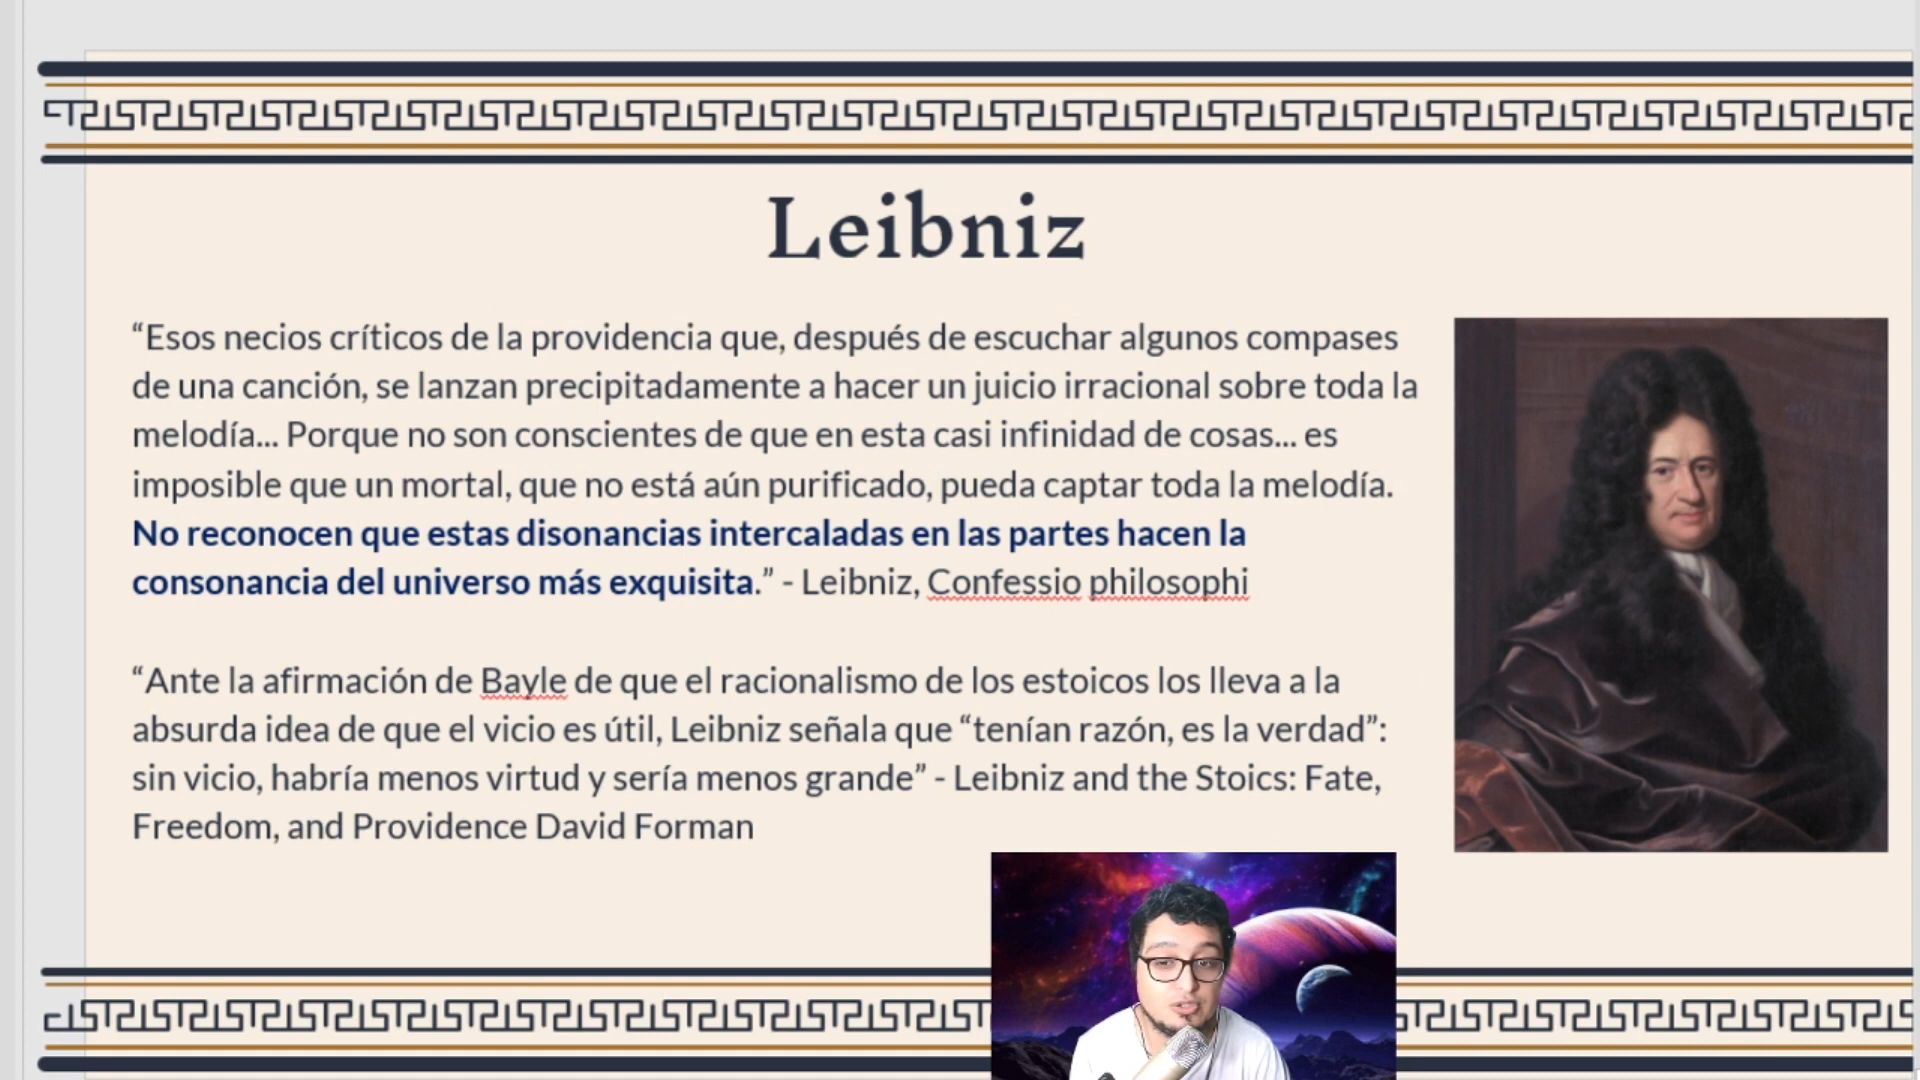 Leibniz
“Esos necios críticos de la providencia que, después de escuchar algunos compases
de una canción, se lanzan precipitadamente a hacer un juicio irracional sobre toda la
melodía... Porque no son conscientes de que en esta casi infinidad de cosas... es
imposible que un mortal, que no está aún purificado, pueda captar toda la melodía.
No reconocen que estas disonancias intercaladas en las partes hacen la
consonancia del universo más exquisita.” - Leibniz, Confessio philosophi
“Ante la afirmación de Bayle de que el racionalismo de los estoicos los lleva a la
absurda idea de que el vicio es útil, Leibniz señala que “tenían razón, es la verdad”:
sin vicio, habría menos virtud y sería menos grande” - Leibniz and the Stoics: Fate,
Freedom, and Providence David Forman